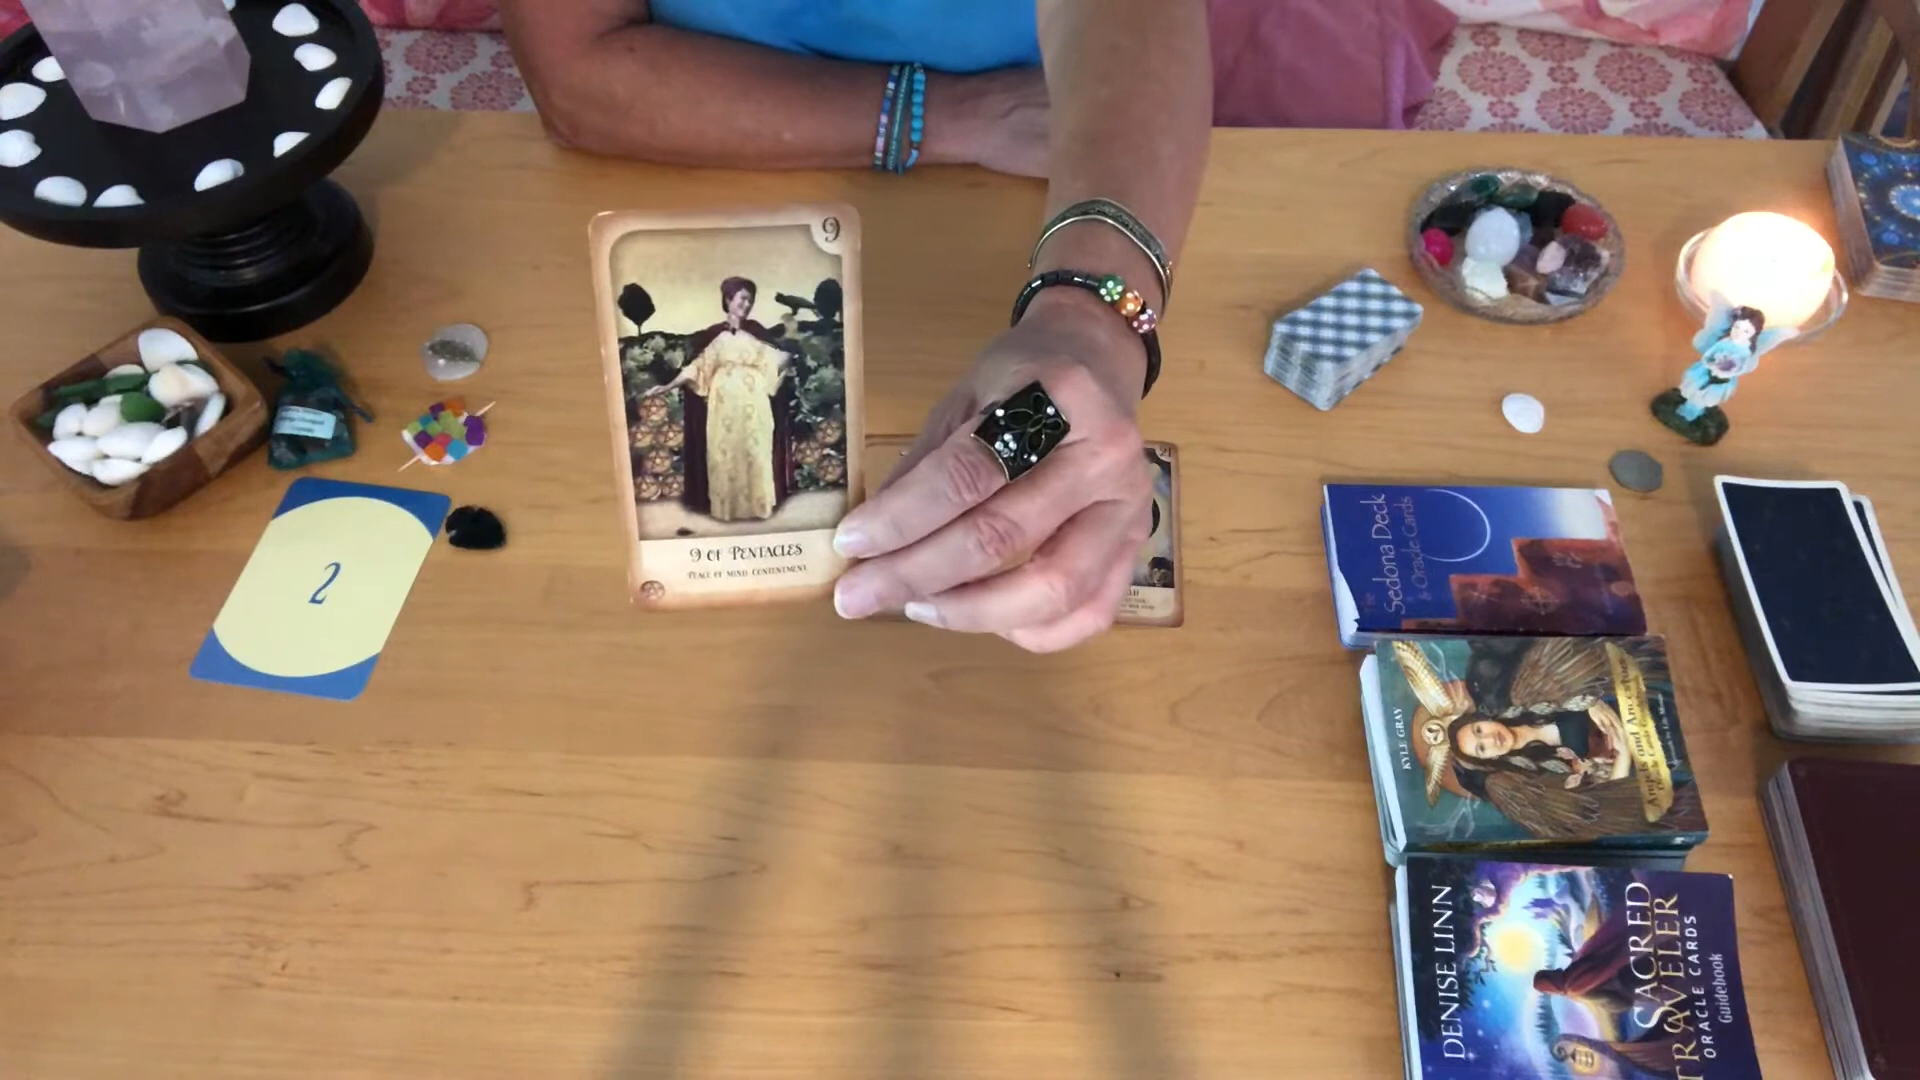 9
9 OF PENTACLES
PEACE OF MIND CONTENTMENT
2
21
The
Sedona Deck
Oracle Cards
KYLE GRAY
Angels and Ancestors
DENISE LINN
SACRED
TRAVELER
ORACLE CARDS
Guidebook